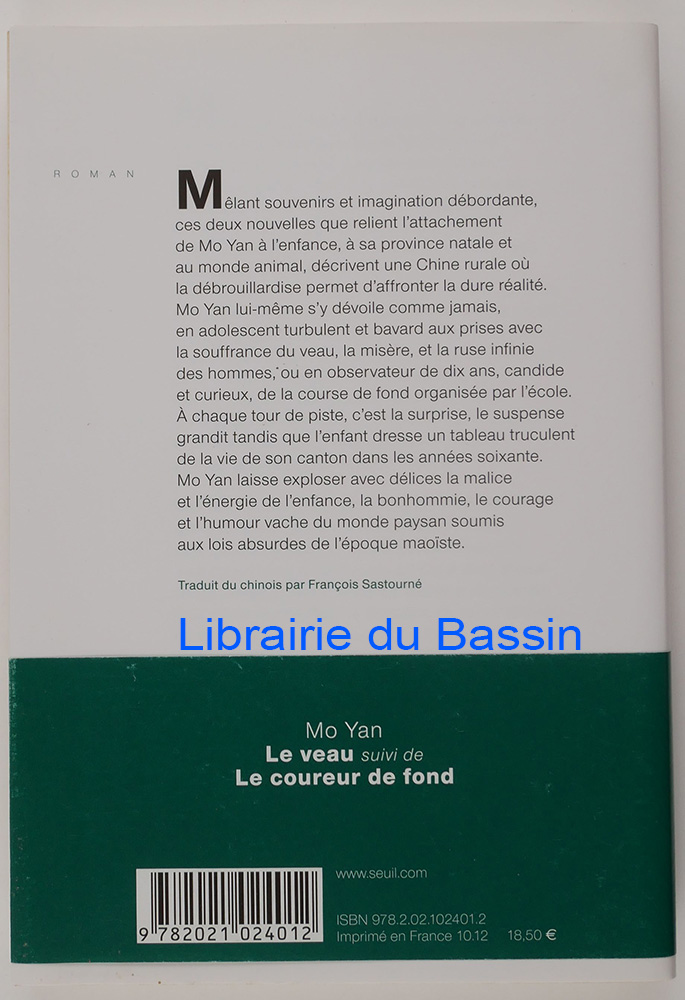 ROMAN
Mêlant souvenirs et imagination débordante,
ces deux nouvelles que relient l'attachement
de Mo Yan à l'enfance, à sa province natale et
au monde animal, décrivent une Chine rurale où
la débrouillardise permet d'affronter la dure réalité.
Mo Yan lui-même s'y dévoile comme jamais,
en adolescent turbulent et bavard aux prises avec
la souffrance du veau, la misère, et la ruse infinie
des hommes, ou en observateur de dix ans, candide
et curieux, de la course de fond organisée par l'école.
À chaque tour de piste, c'est la surprise, le suspense
grandit tandis que l'enfant dresse un tableau truculent
de la vie de son canton dans les années soixante.
Mo Yan laisse exploser avec délices la malice
et l'énergie de l'enfance, la bonhommie, le courage
et l'humour vache du monde paysan soumis
aux lois absurdes de l'époque maoïste.
Traduit du chinois par François Sastourné
Librairie du Bassin
Mo Yan
Le veau suivi de
Le coureur de fond
www.seuil.com
ISBN 978.2.02.102401.2
Imprimé en France 10.12 18,50 €
9 782021 024012